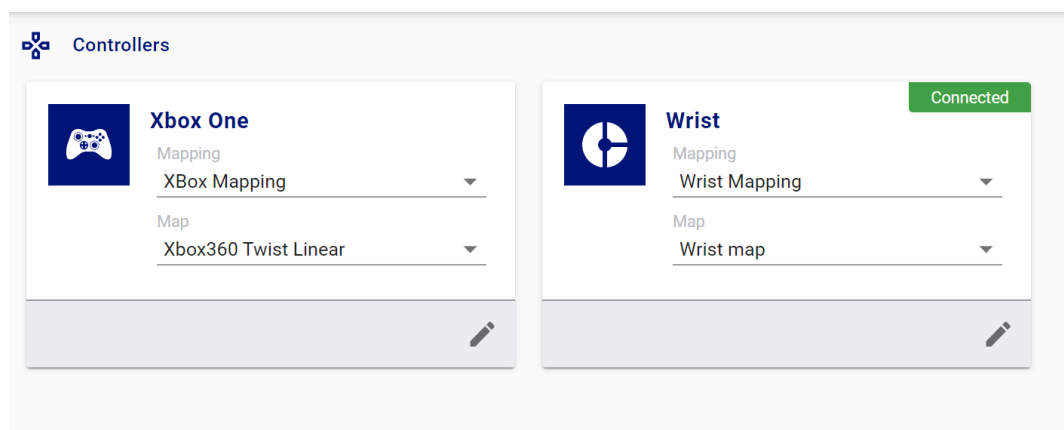 Controllers
Xbox One
Mapping
XBox Mapping
Map
Xbox360 Twist Linear
Connected
Wrist
Mapping
Wrist Mapping
Map
Wrist map